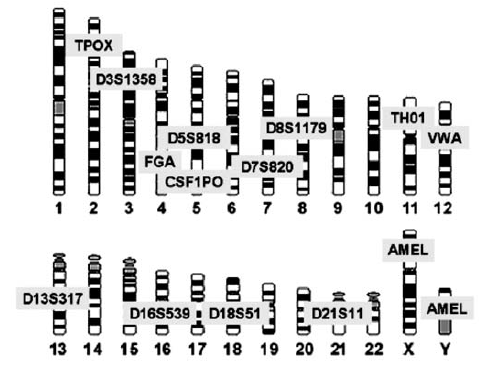 TPOX
D3S1358
TH01
D8S1179
D5S818
VWA
FGA
D7S820
CSF1PO
1 2 3 4 5 6 7 8 9 10 11 12
AMEL
D13S317
AMEL
D16S539 D18S51 D21S11
13 14 15 16 17 18 19 20 21 22 X Y